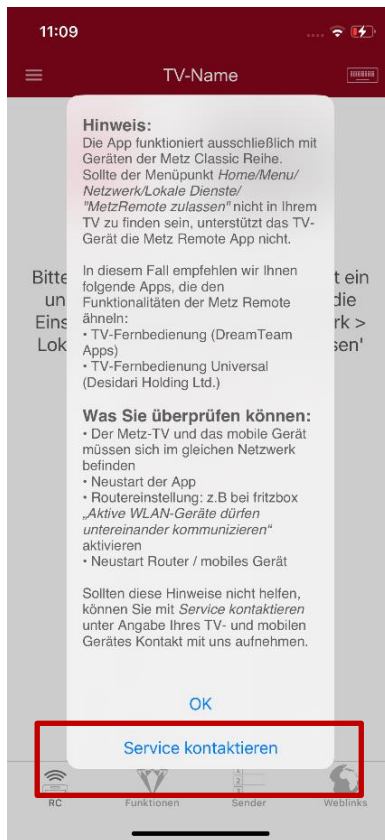 11:09
TV-Name
Hinweis:
Die App funktioniert ausschließlich mit
Geräten der Metz Classic Reihe.
Sollte der Menüpunkt Home/Menu/
Netzwerk/Lokale Dienste/
"MetzRemote zulassen" nicht in Ihrem
TV zu finden sein, unterstützt das TV-
Gerät die Metz Remote App nicht.
In diesem Fall empfehlen wir Ihnen
folgende Apps, die den
Funktionalitäten der Metz Remote
ähneln:
• TV-Fernbedienung (DreamTeam
Apps)
• TV-Fernbedienung Universal
(Desidari Holding Ltd.)
Was Sie überprüfen können:
• Der Metz-TV und das mobile Gerät
müssen sich im gleichen Netzwerk
befinden
• Neustart der App
• Routereinstellung: z.B bei fritzbox
„Aktive WLAN-Geräte dürfen
untereinander kommunizieren“
aktivieren
• Neustart Router / mobiles Gerät
Sollten diese Hinweise nicht helfen,
können Sie mit Service kontaktieren
unter Angabe Ihres TV- und mobilen
Gerätes Kontakt mit uns aufnehmen.
OK
Service kontaktieren
Bitte t ein
un die
Eins rk >
Lok sen'
RC Funktionen Sender Weblinks